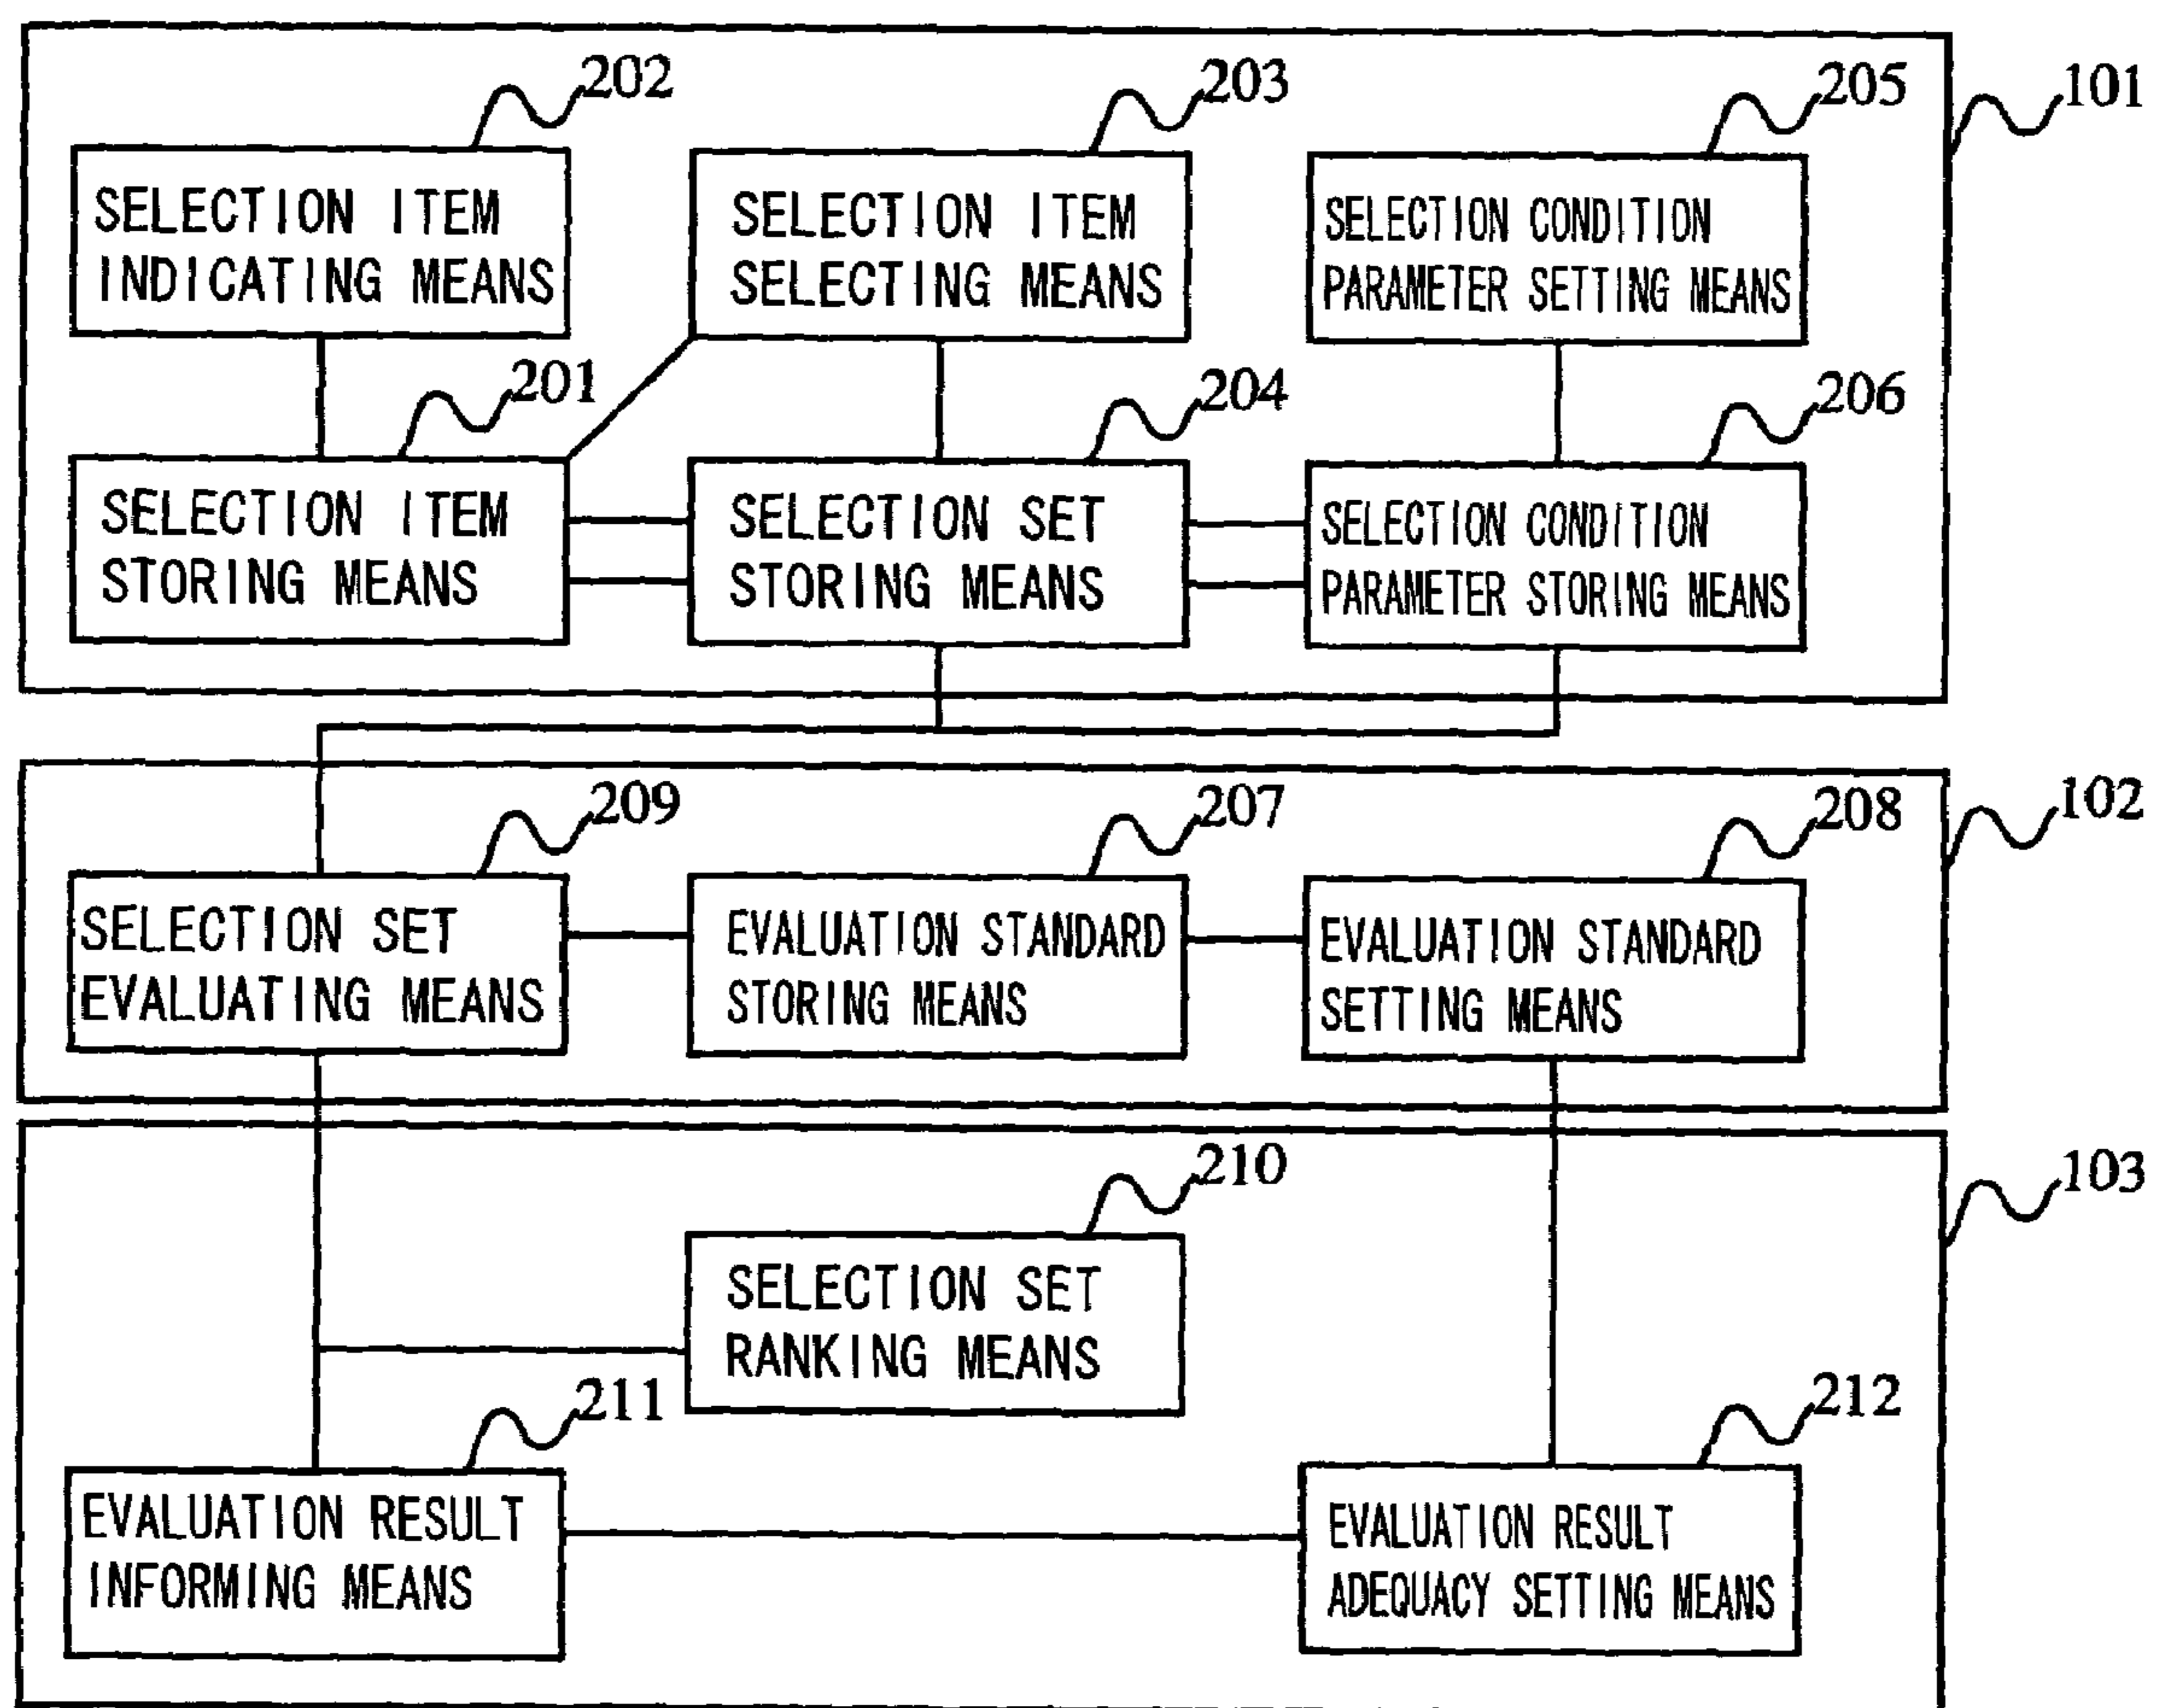 202
203
205
101
SELECTION ITEM
INDICATING MEANS
SELECTION ITEM
SELECTING MEANS
SELECTION CONDITION
PARAMETER SETTING MEANS
201
204
206
SELECTION ITEM
STORING MEANS
SELECTION SET
STORING MEANS
SELECTION CONDITION
PARAMETER STORING MEANS
209
207
208
102
SELECTION SET
EVALUATING MEANS
EVALUATION STANDARD
STORING MEANS
EVALUATION STANDARD
SETTING MEANS
210
103
SELECTION SET
RANKING MEANS
211
212
EVALUATION RESULT
INFORMING MEANS
EVALUATION RESULT
ADEQUACY SETTING MEANS